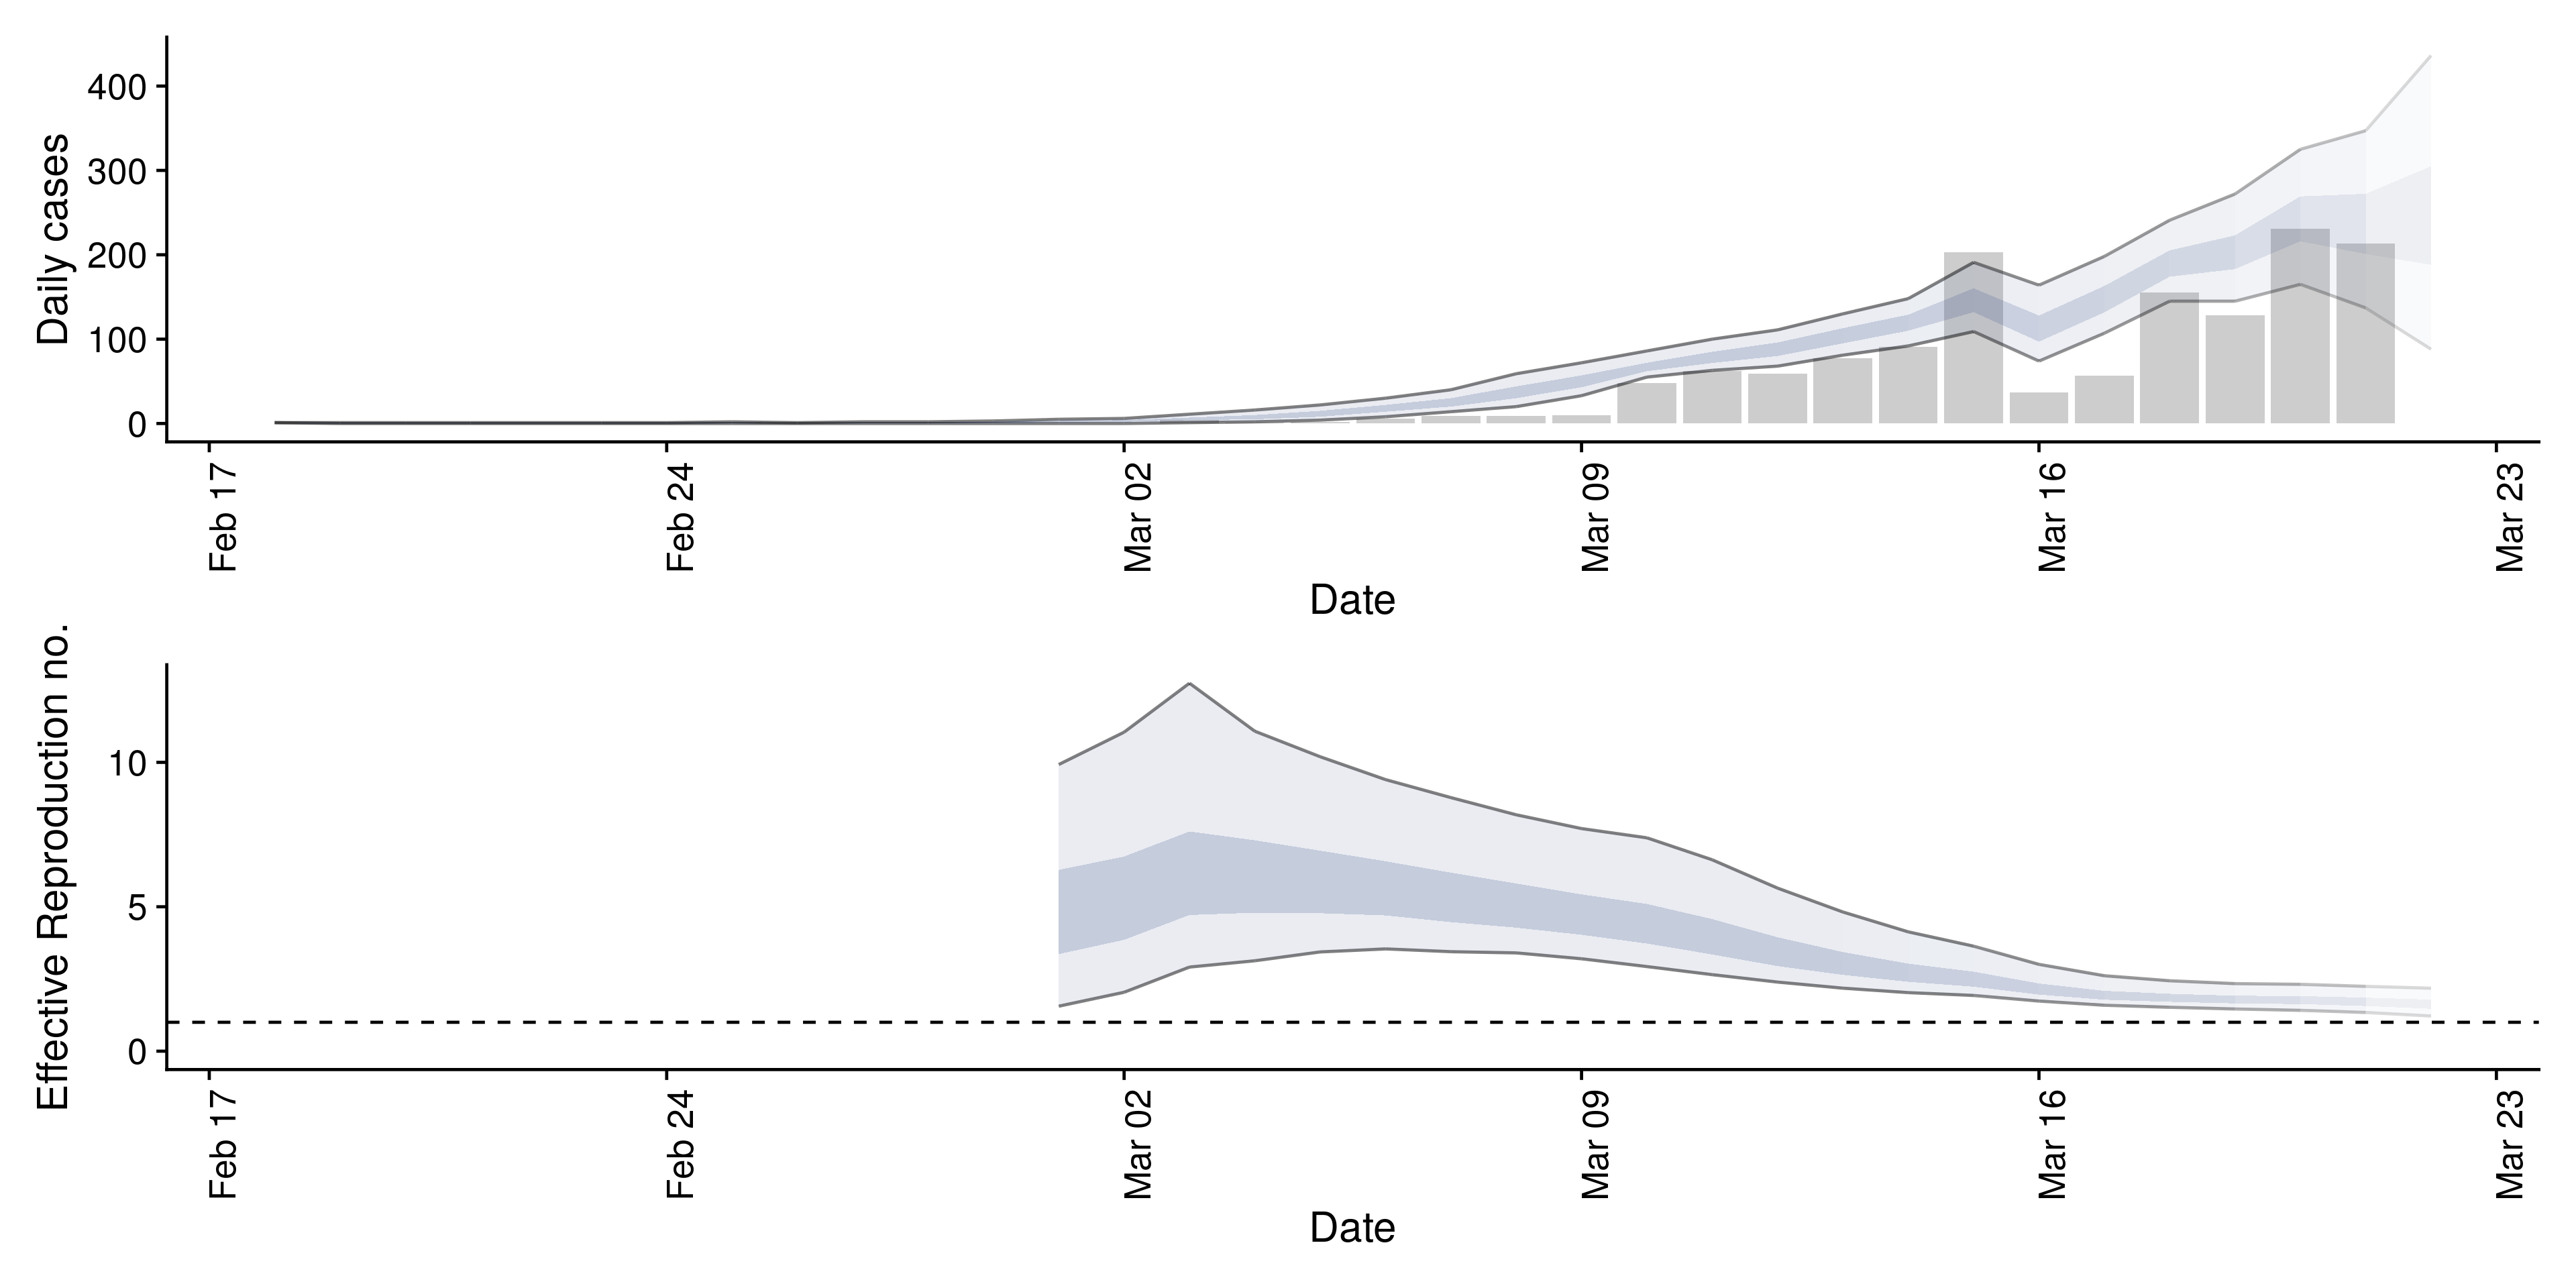 Daily cases
400
300
200
100
0
Feb 17
Feb 24
Mar 02
Mar 09
Mar 16
Mar 23
Date
Effective Reproduction no.
10
5
0
Feb 17
Feb 24
Mar 02
Mar 09
Mar 16
Mar 23
Date